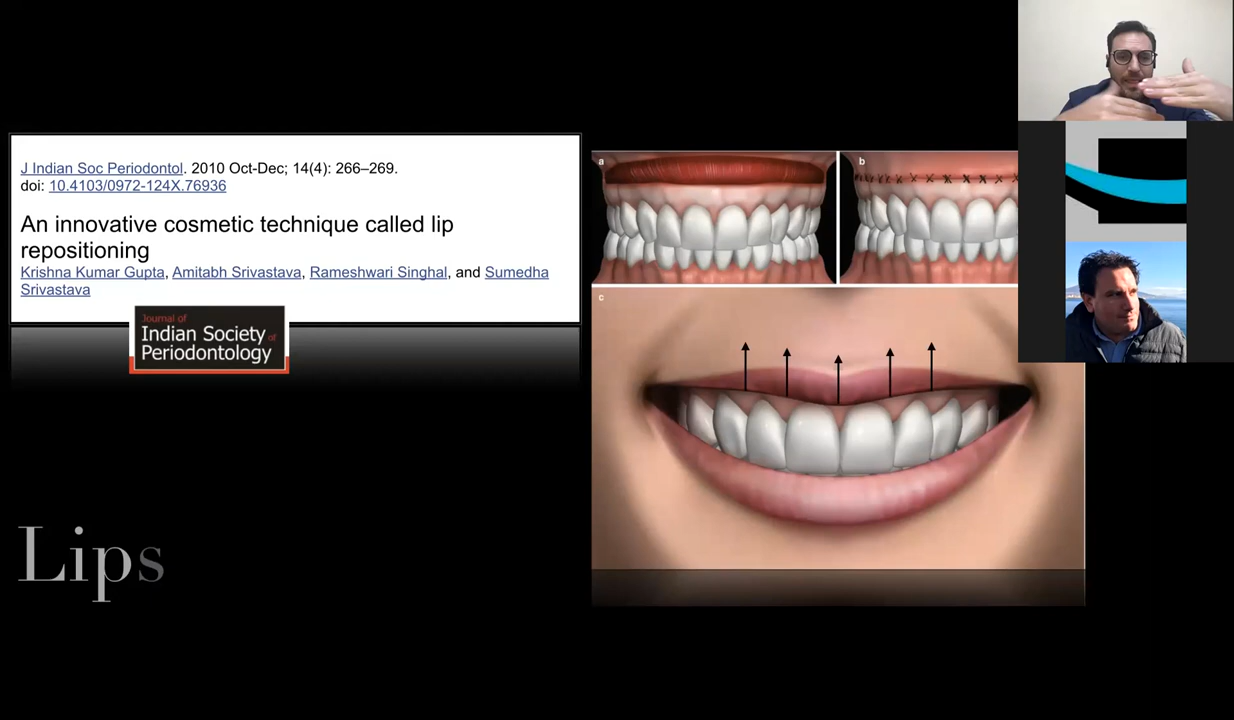 J Indian Soc Periodontol. 2010 Oct-Dec; 14(4): 266–269.
doi: 10.4103/0972-124X.76936
An innovative cosmetic technique called lip
repositioning
Krishna Kumar Gupta, Amitabh Srivastava, Rameshwari Singhal, and Sumedha
Srivastava
Journal of
Indian Society of
Periodontology
a
b
c
Lips